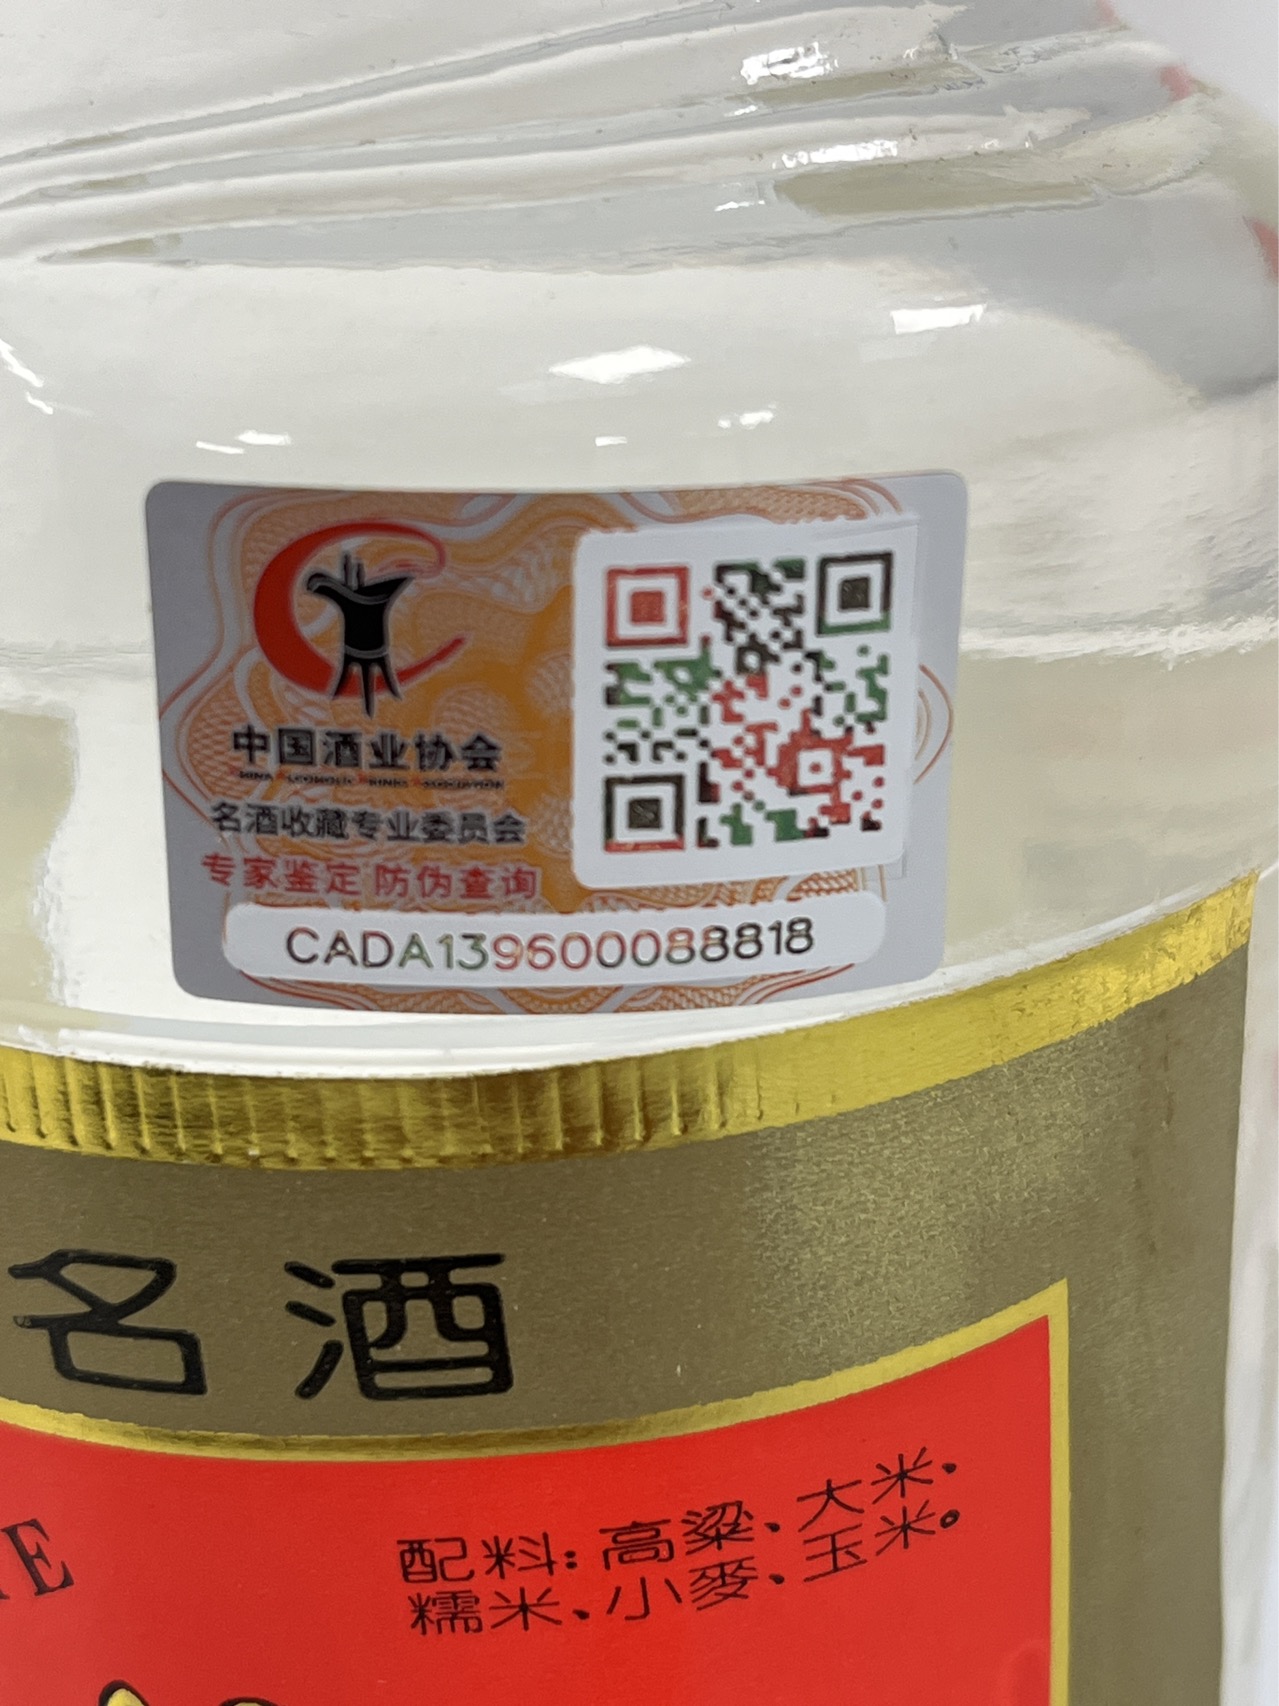 中国酒业协会
名酒收藏专业委员会
专家鉴定 防伪查询
CADA139600088818
名酒
配料：高粱、大米、
糯米、小麥、玉米。